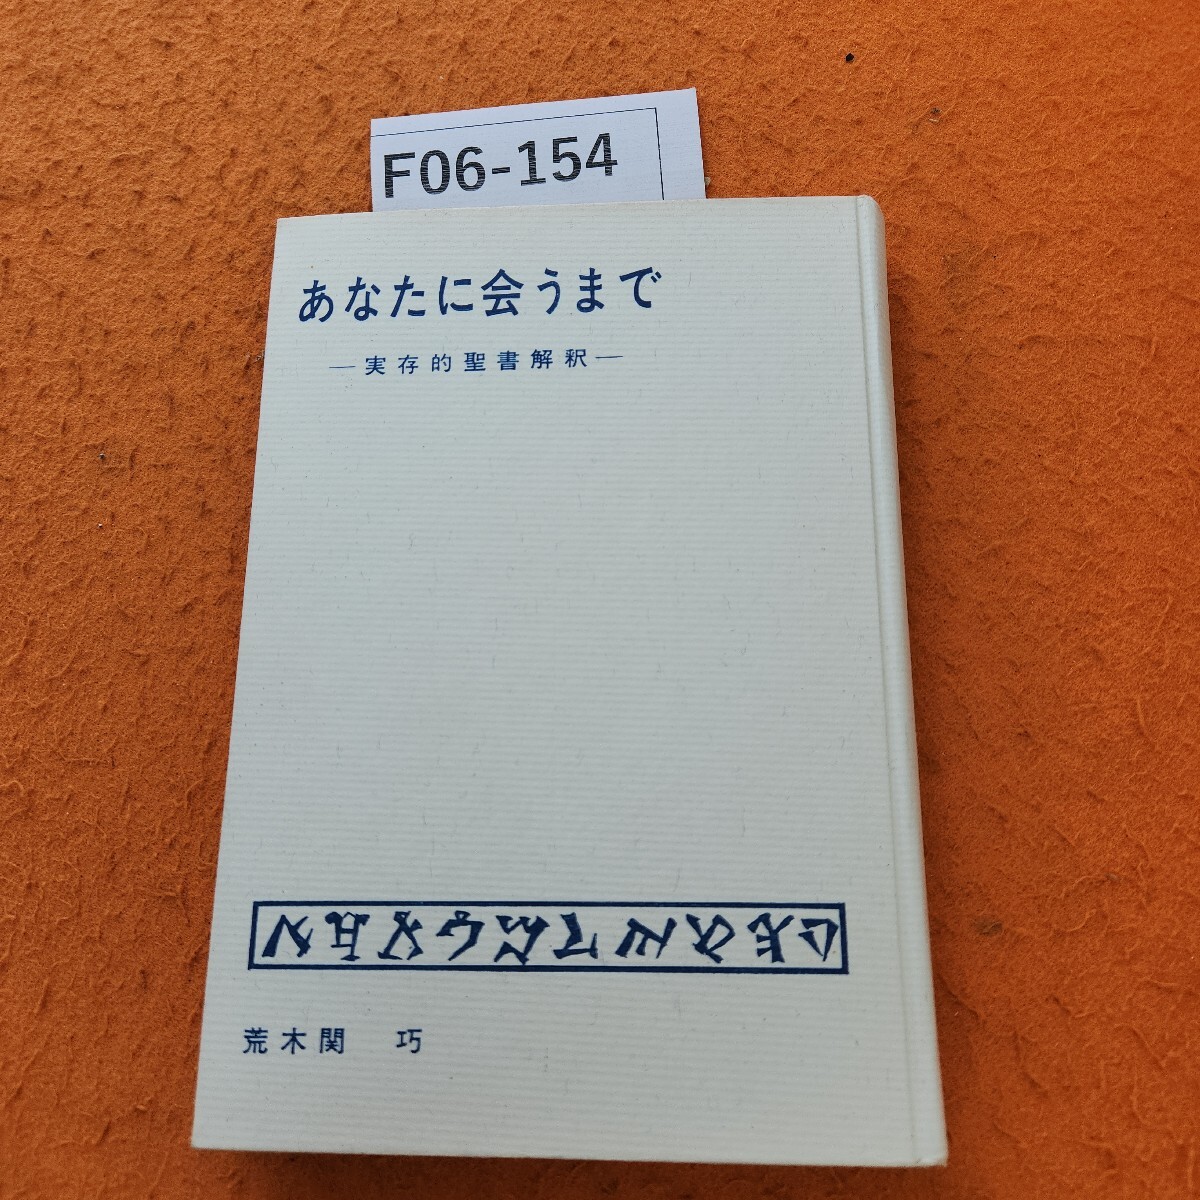 F06-154
あなたに会うまで
―実存的聖書解釈―
荒木関 巧